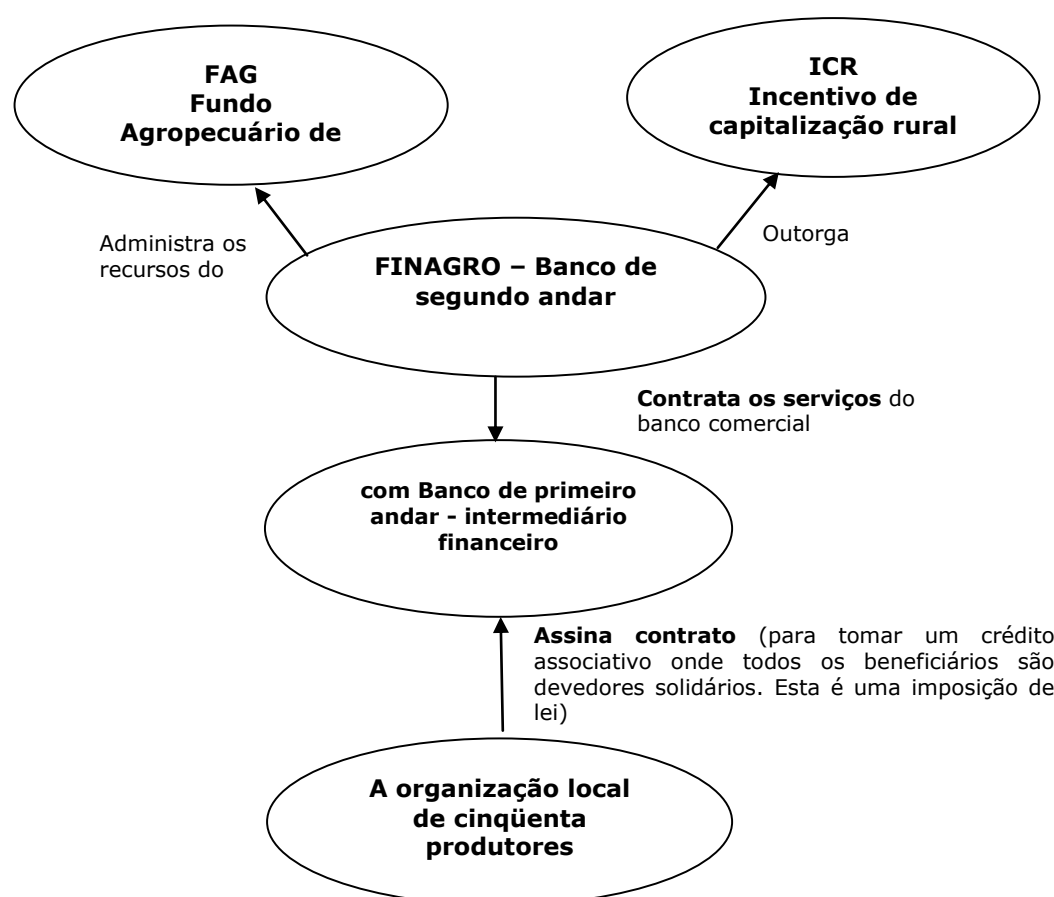 FAG
Fundo
Agropecuário de
ICR
Incentivo de
capitalização rural
Administra os
recursos do
Outorga
FINAGRO – Banco de
segundo andar
Contrata os serviços do
banco comercial
com Banco de primeiro
andar - intermediário
financeiro
Assina contrato (para tomar um crédito
associativo onde todos os beneficiários são
devedores solidários. Esta é uma imposição de
lei)
A organização local
de cinqüenta
produtores